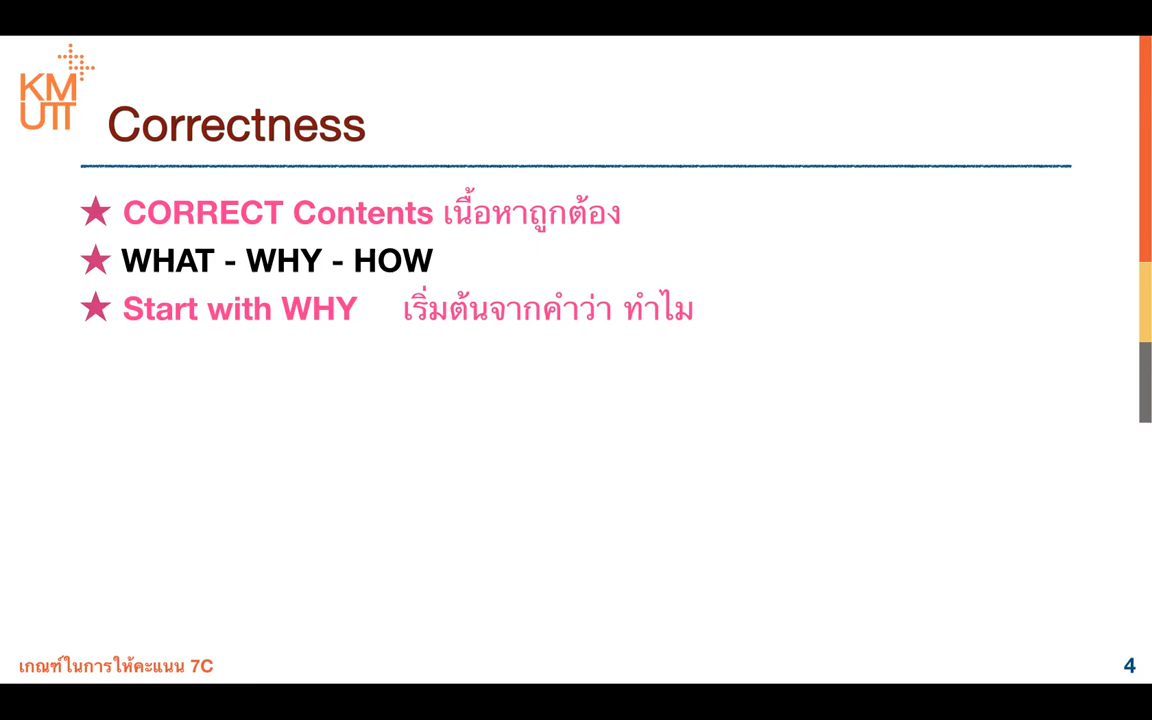 KM
UTT
Correctness
★ CORRECT Contents เนื้อหาถูกต้อง
★ WHAT - WHY - HOW
★ Start with WHY เริ่มต้นจากคำว่า ทำไม
เกณฑ์ในการให้คะแนน 7C
4